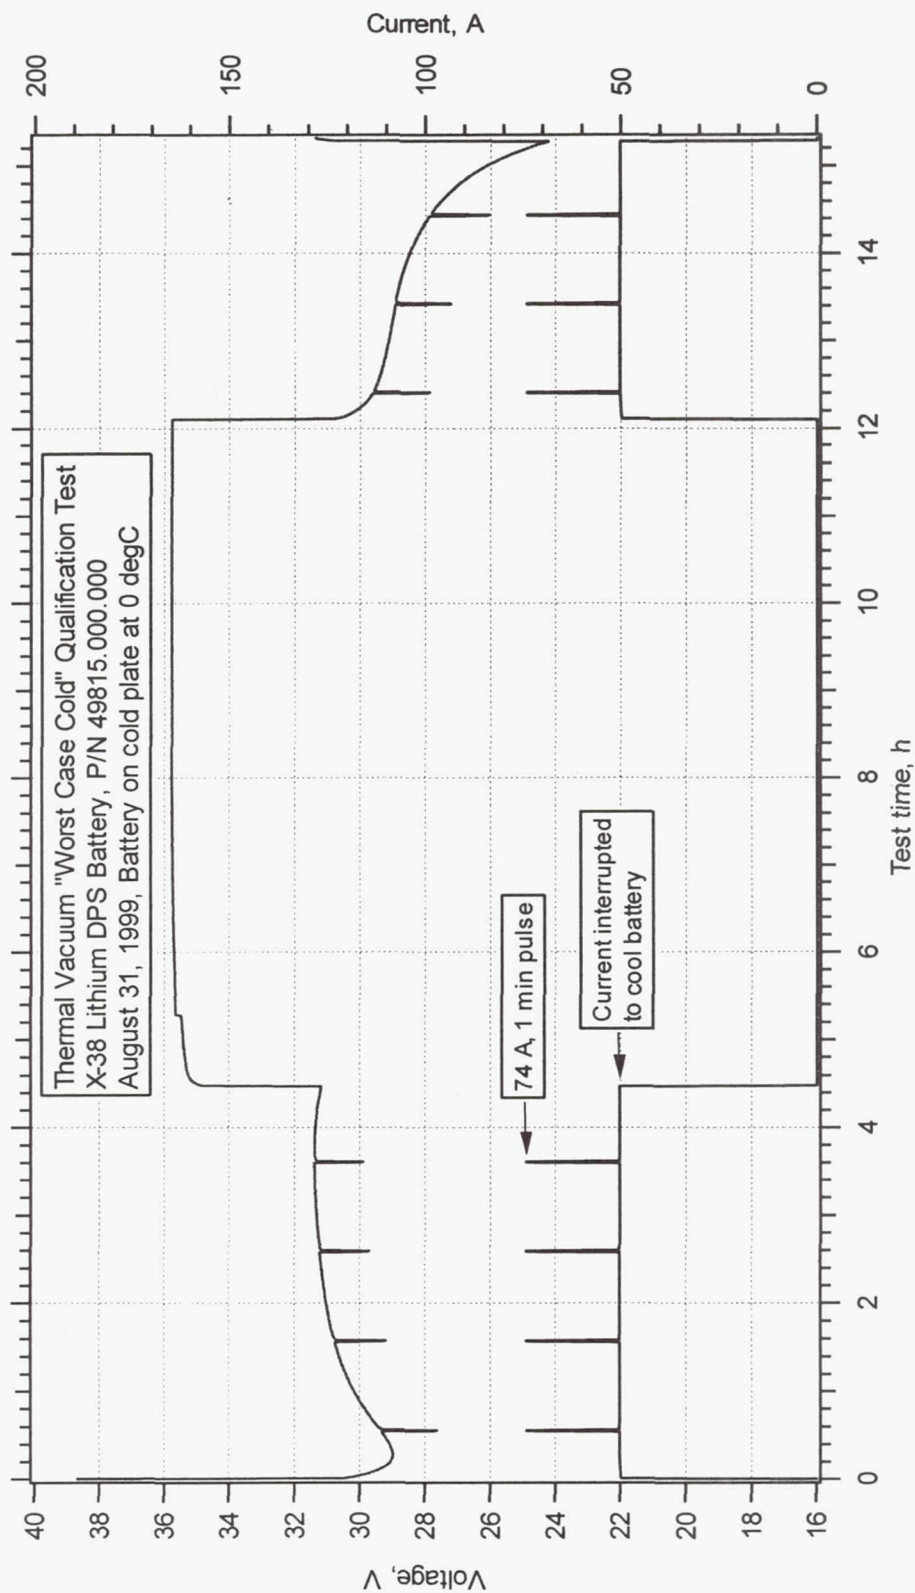 Thermal Vacuum "Worst Case Cold" Qualification Test
X-38 Lithium DPS Battery, P/N 49815.000.000
August 31, 1999, Battery on cold plate at 0 degC
Voltage, V
40
38
36
34
32
30
28
26
24
22
20
18
16
Current, A
200
150
100
50
0
74 A, 1 min pulse
Current interrupted
to cool battery
0
2
4
6
8
10
12
14
Test time, h